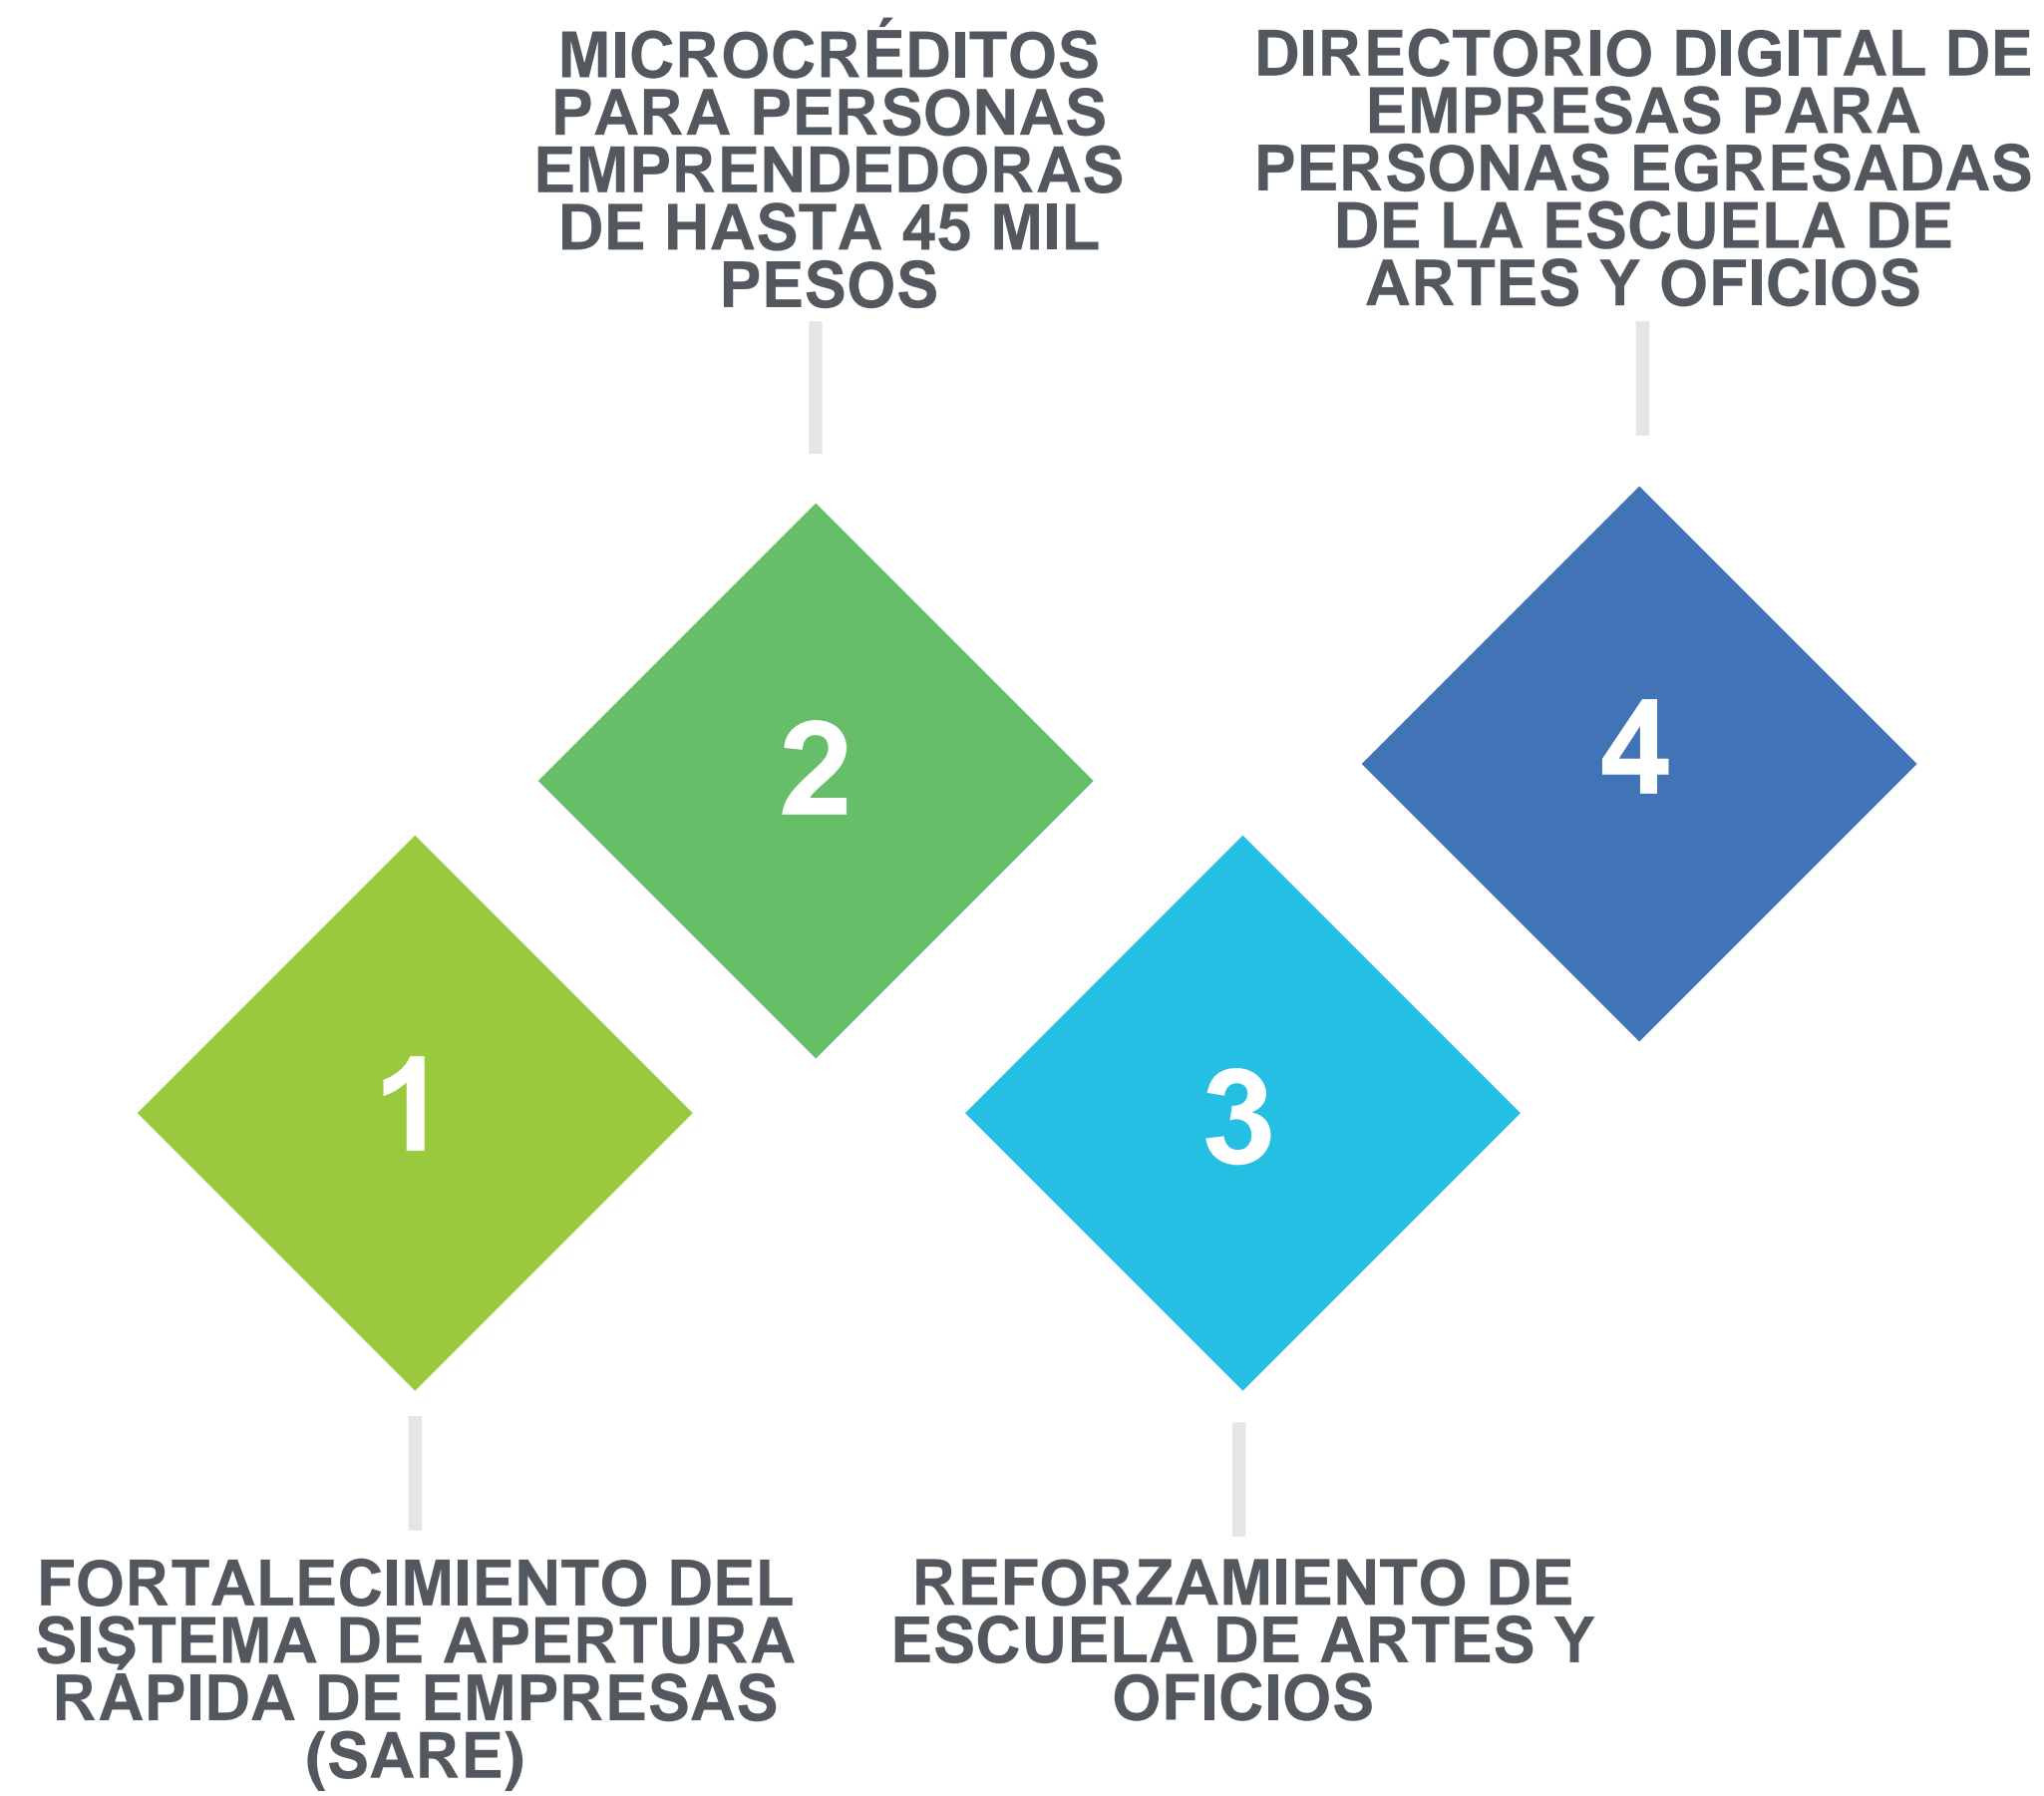 MICROCRÉDITOS
PARA PERSONAS
EMPRENDEDORAS
DE HASTA 45 MIL
PESOS
DIRECTORIO DIGITAL DE
EMPRESAS PARA
PERSONAS EGRESADAS
DE LA ESCUELA DE
ARTES Y OFICIOS
2
4
1
3
FORTALECIMIENTO DEL
SISTEMA DE APERTURA
RÁPIDA DE EMPRESAS
(SARE)
REFORZAMIENTO DE
ESCUELA DE ARTES Y
OFICIOS